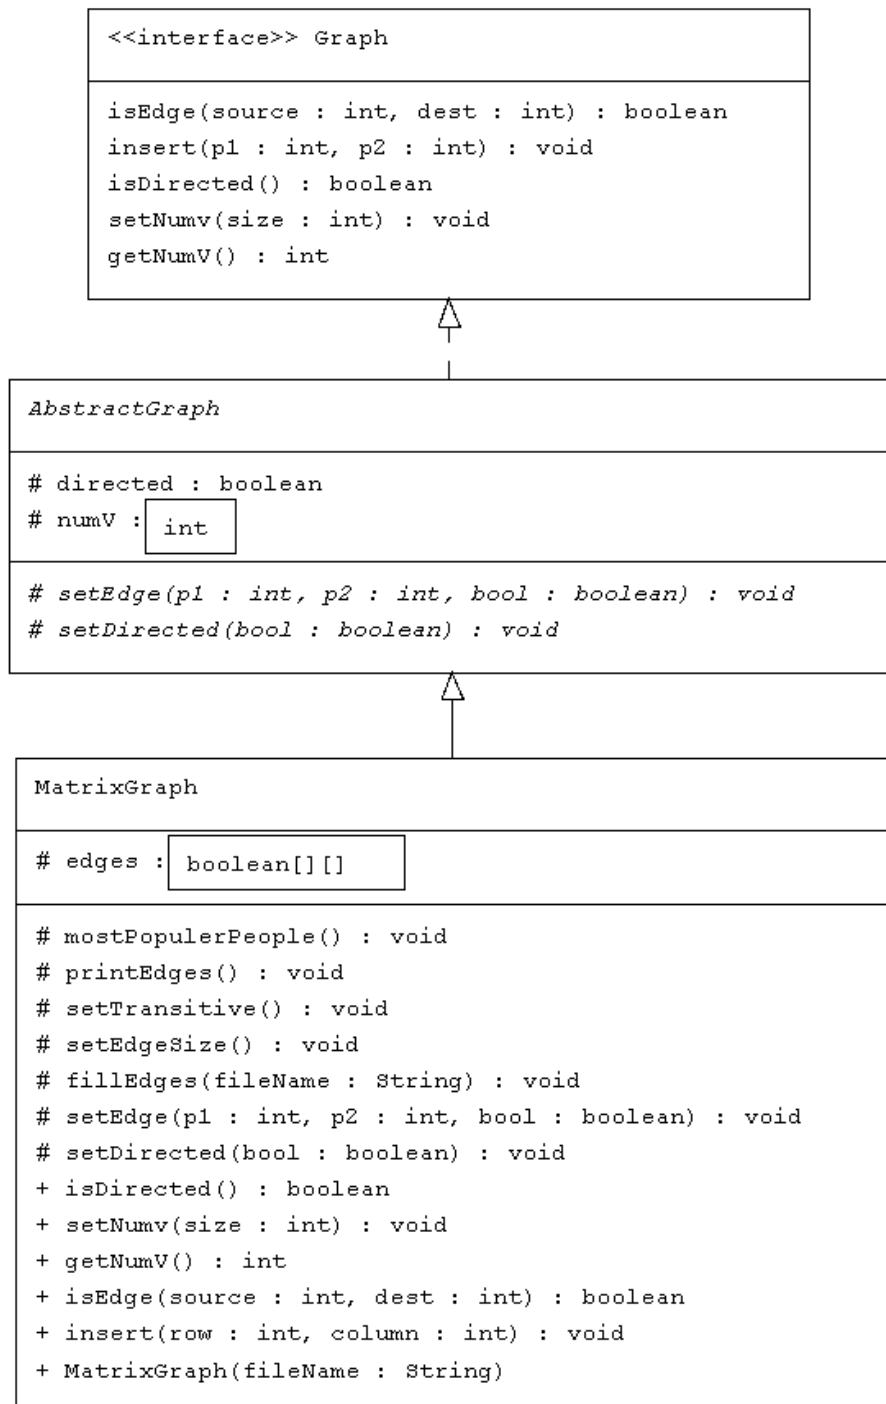 <<interface>> Graph
isEdge(source : int, dest : int) : boolean
insert(p1 : int, p2 : int) : void
isDirected() : boolean
setNumv(size : int) : void
getNumV() : int
AbstractGraph
# directed : boolean
# numV : int
# setEdge(p1 : int, p2 : int, bool : boolean) : void
# setDirected(bool : boolean) : void
MatrixGraph
# edges : boolean[][]
# mostPopulerPeople() : void
# printEdges() : void
# setTransitive() : void
# setEdgeSize() : void
# fillEdges(fileName : String) : void
# setEdge(p1 : int, p2 : int, bool : boolean) : void
# setDirected(bool : boolean) : void
+ isDirected() : boolean
+ setNumv(size : int) : void
+ getNumV() : int
+ isEdge(source : int, dest : int) : boolean
+ insert(row : int, column : int) : void
+ MatrixGraph(fileName : String)